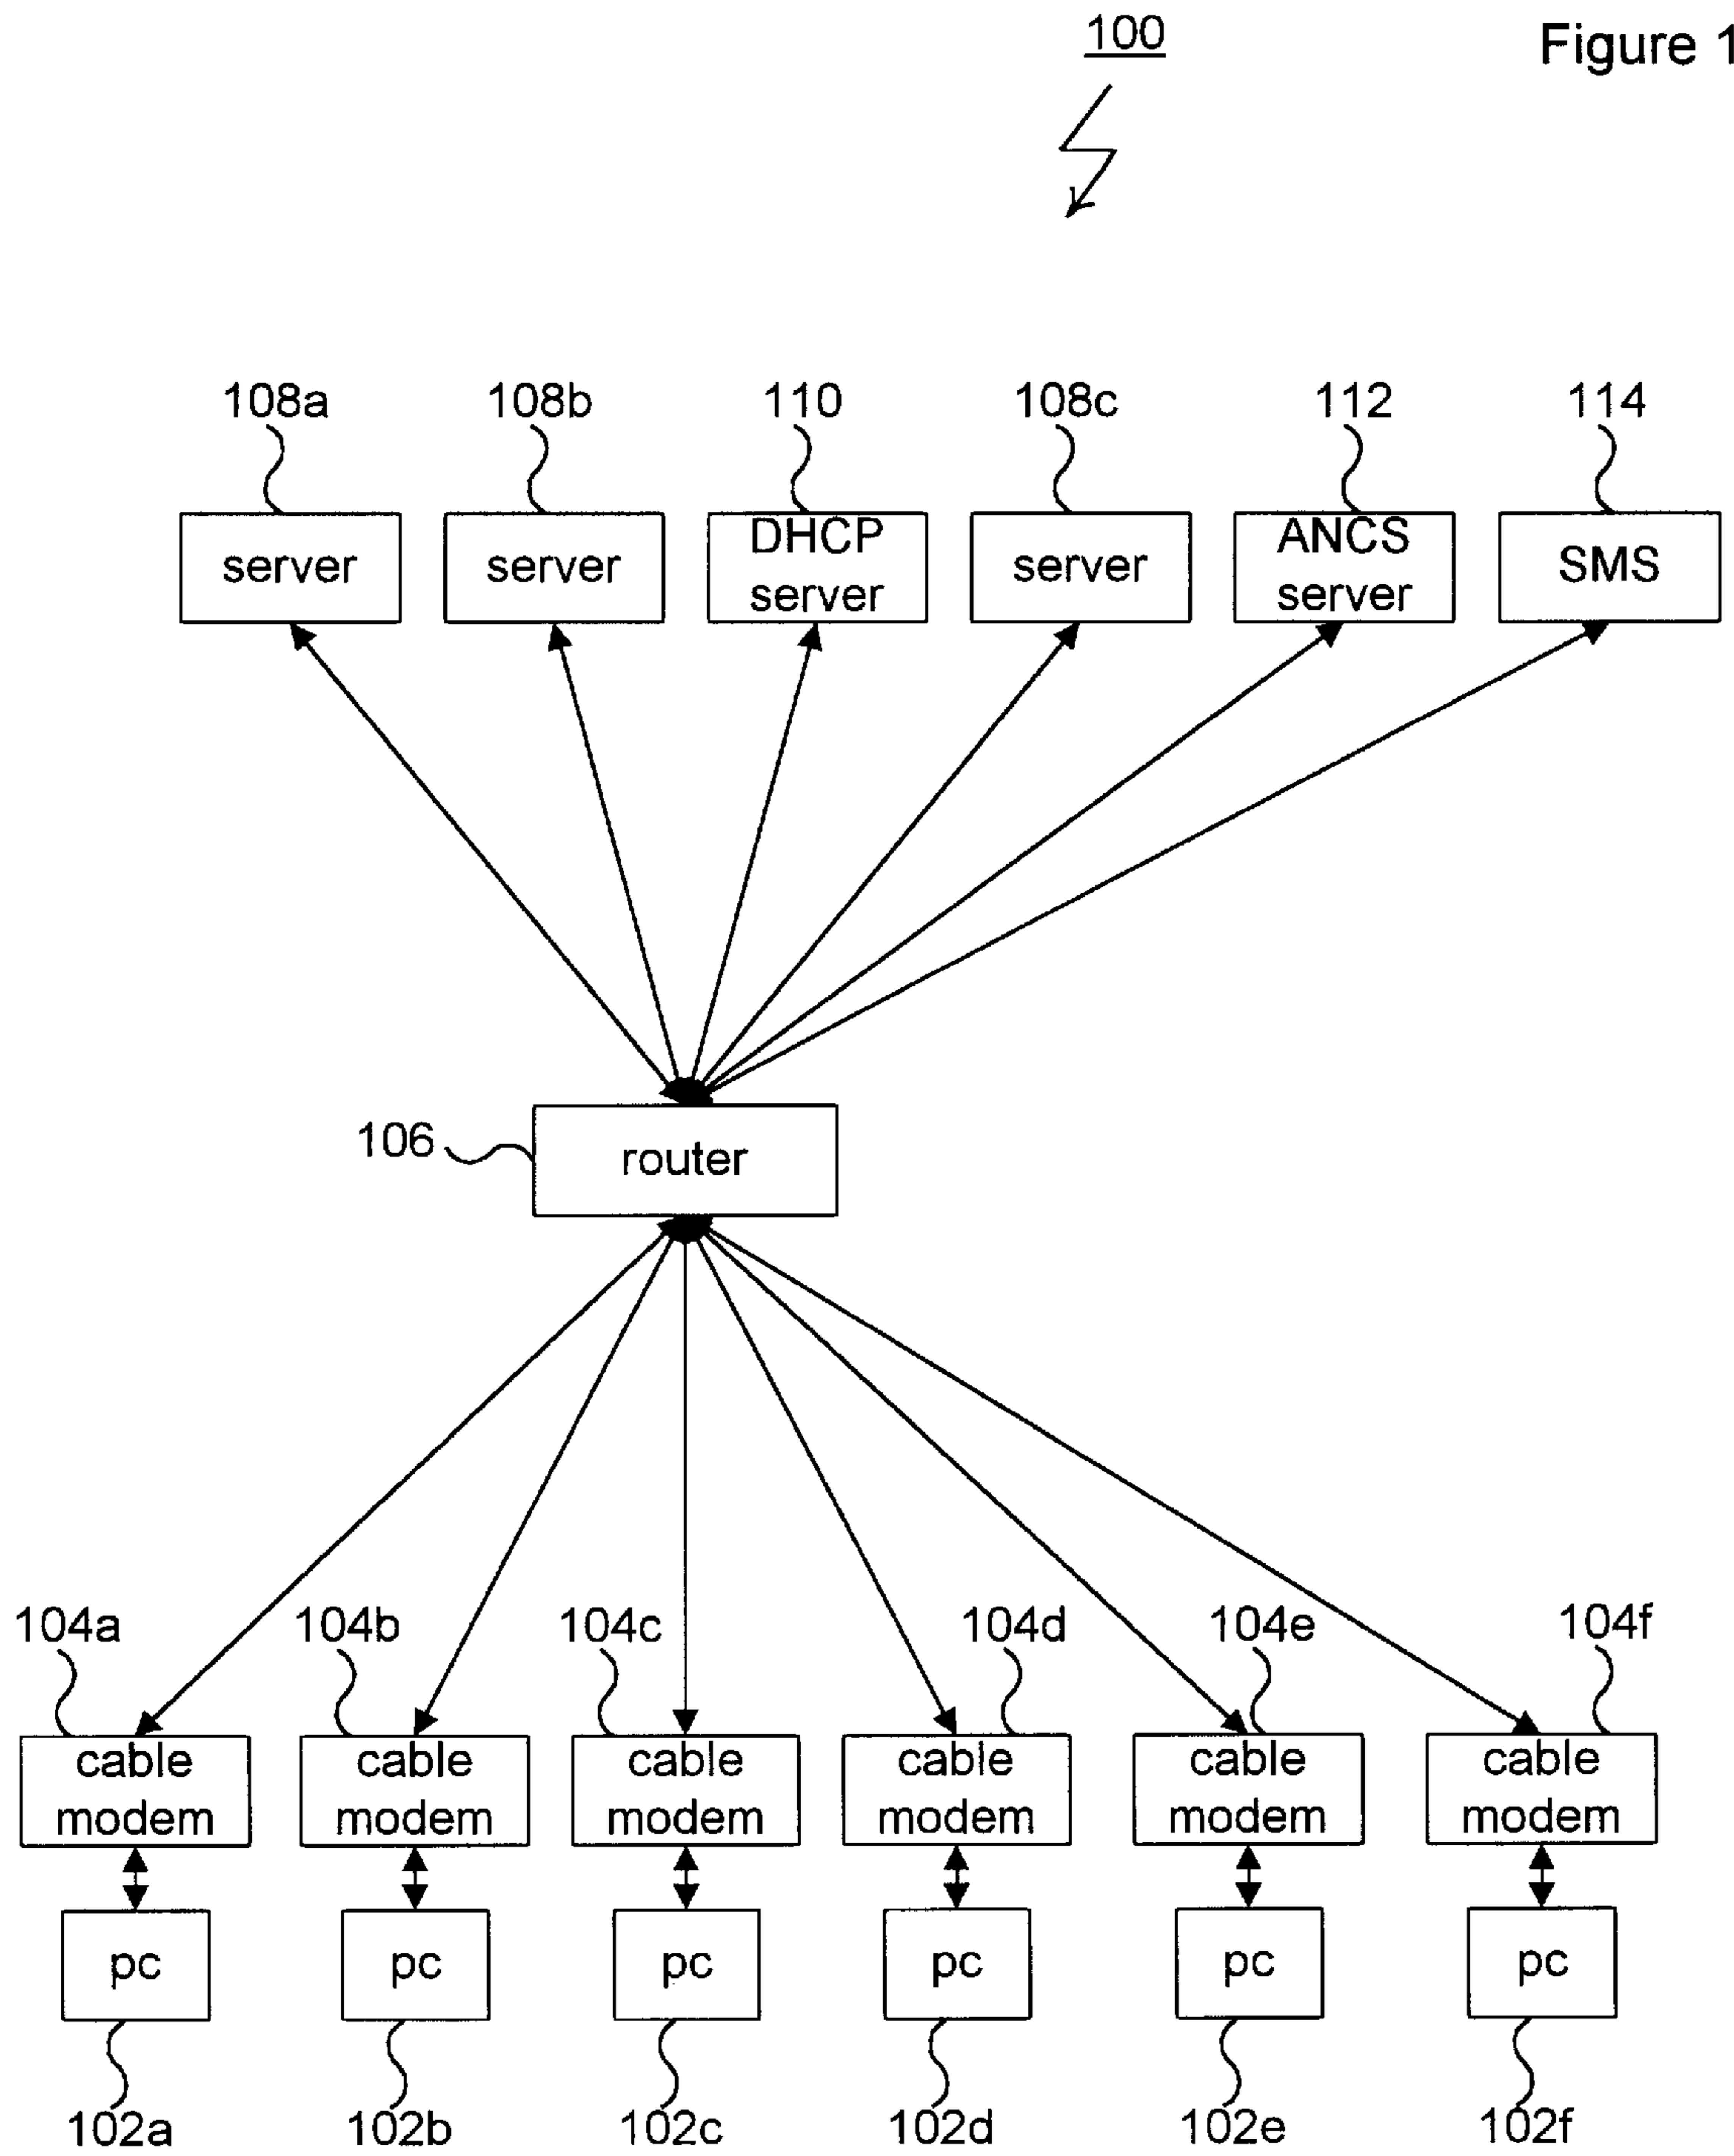 100
Figure 1
108a 108b 110 108c 112 114
server server DHCP server server ANCS server SMS
106 router
104a 104b 104c 104d 104e 104f
cable modem cable modem cable modem cable modem cable modem cable modem
pc pc pc pc pc pc
102a 102b 102c 102d 102e 102f